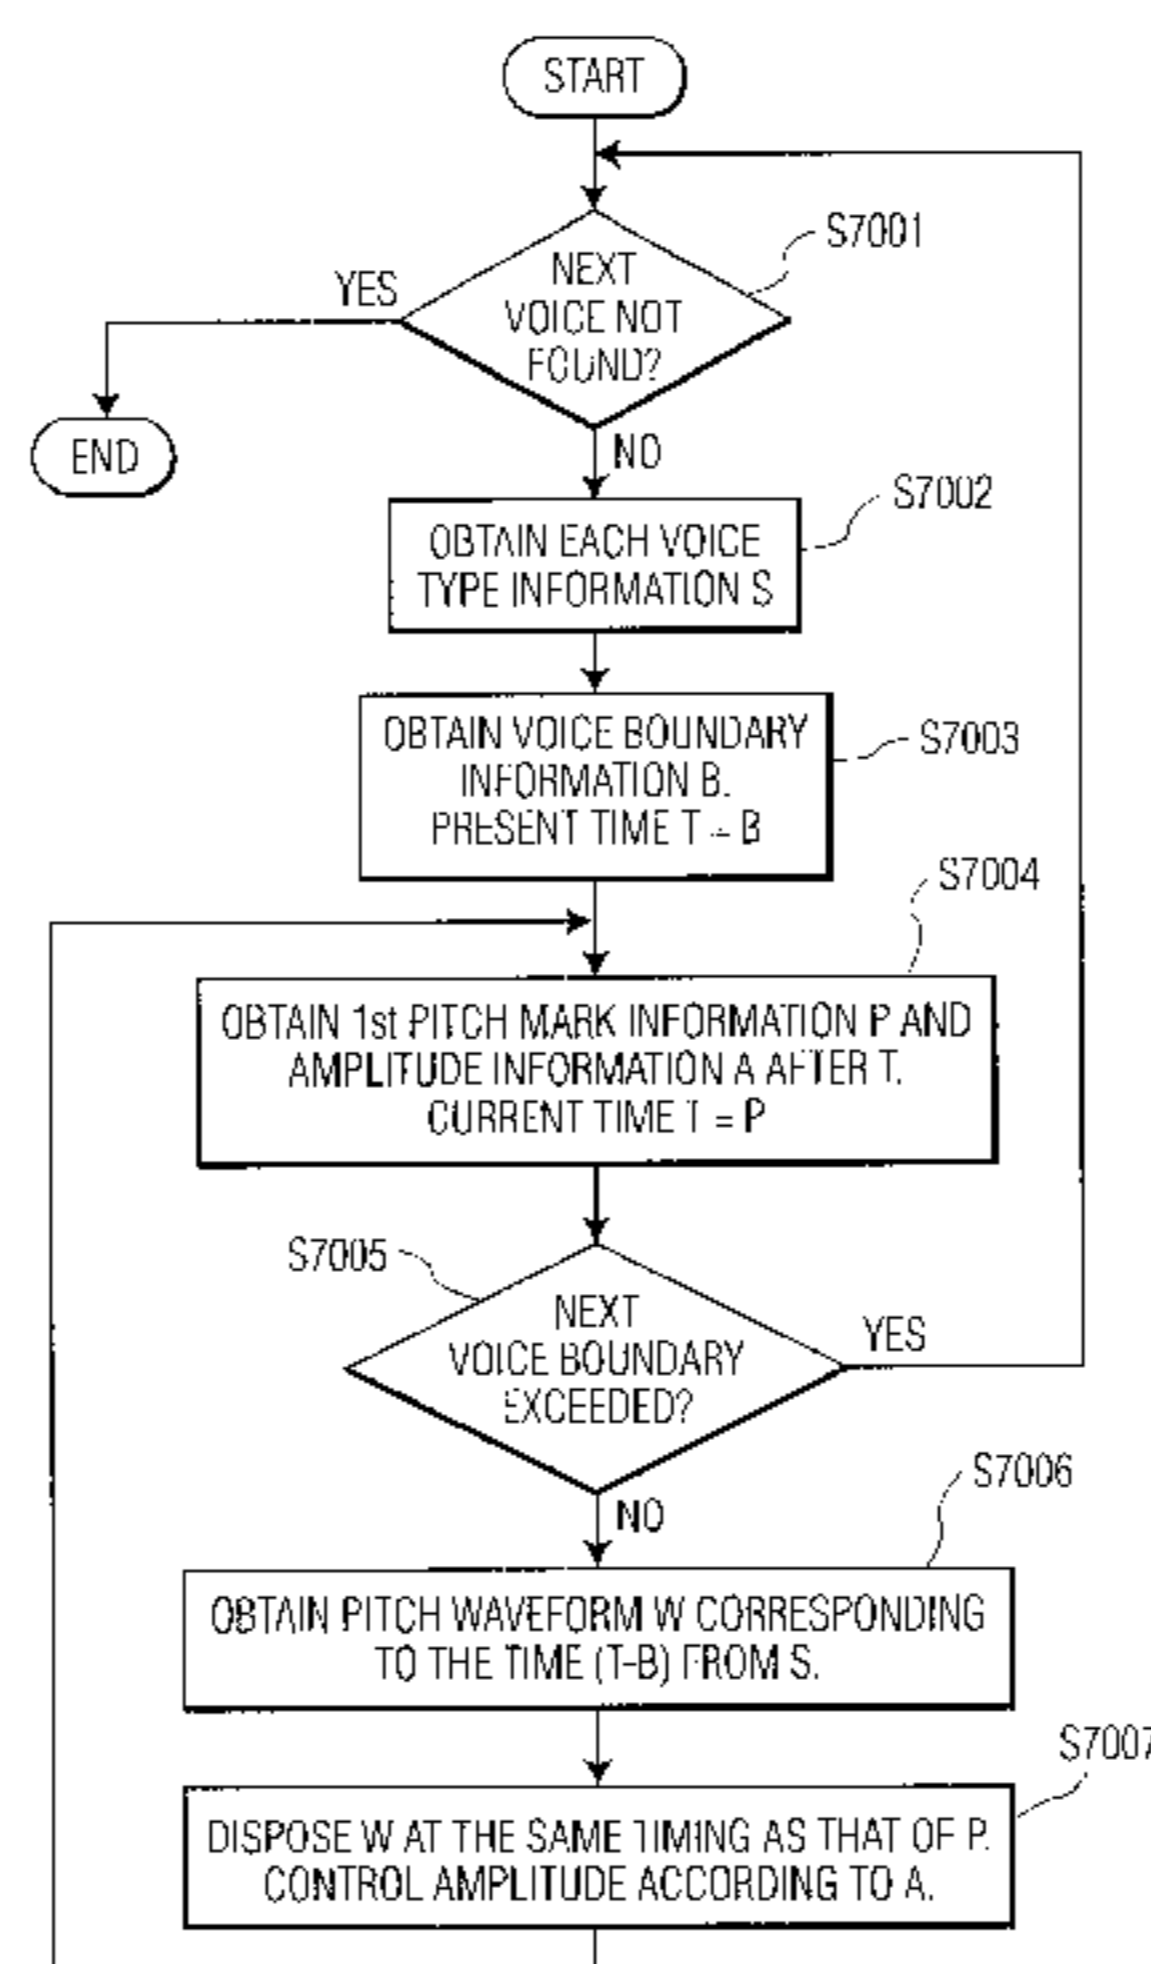 START
S7001
YES
NEXT
VOICE NOT
FOUND?
END
NO
S7002
OBTAIN EACH VOICE
TYPE INFORMATION S
S7003
OBTAIN VOICE BOUNDARY
INFORMATION B.
PRESENT TIME T = B
S7004
OBTAIN 1st PITCH MARK INFORMATION P AND
AMPLITUDE INFORMATION A AFTER T.
CURRENT TIME T = P
S7005
NEXT
VOICE BOUNDARY
EXCEEDED?
YES
NO
S7006
OBTAIN PITCH WAVEFORM W CORRESPONDING
TO THE TIME (T-B) FROM S.
S7007
DISPOSE W AT THE SAME TIMING AS THAT OF P.
CONTROL AMPLITUDE ACCORDING TO A.